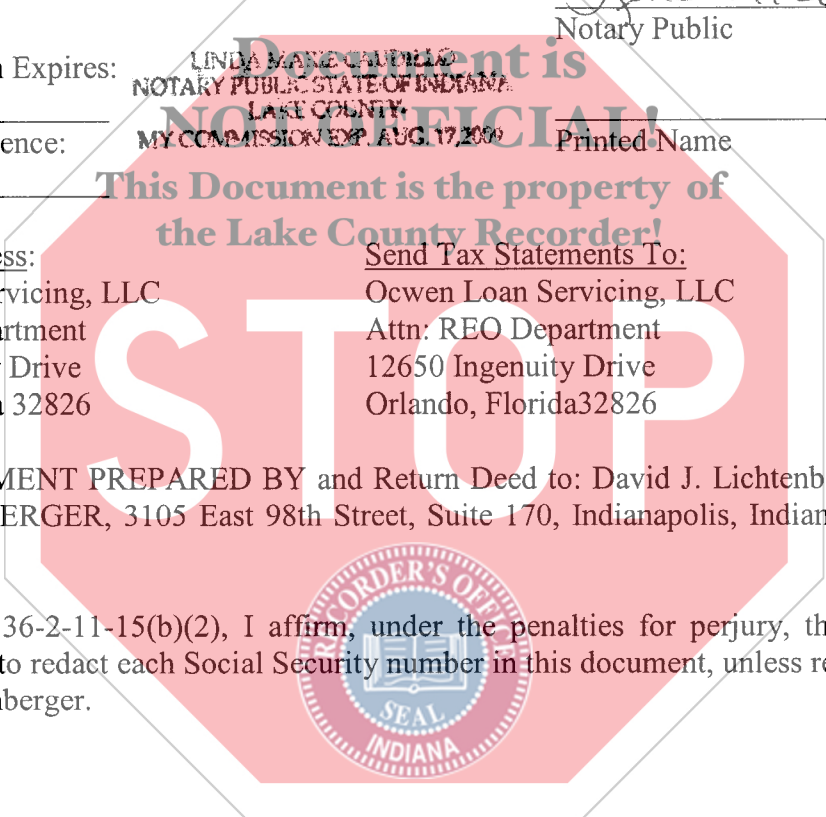 Notary Public
Expires:
LINDA MARIE CAUDILLO
NOTARY PUBLIC STATE OF INDIANA
LAKE COUNTY.
MY COMMISSION EXP. AUG. 17,2009
Document is
NOT OFFICIAL!
ence:
Printed Name
This Document is the property of
the Lake County Recorder!
ess:
Send Tax Statements To:
rvicing, LLC
Ocwen Loan Servicing, LLC
artment
Attn: REO Department
Drive
12650 Ingenuity Drive
32826
Orlando, Florida32826
STOP
MENT PREPARED BY and Return Deed to: David J. Lichtenb
ERGER, 3105 East 98th Street, Suite 170, Indianapolis, Indian
RECORDER'S OFFICE
36-2-11-15(b)(2), I affirm, under the penalties for perjury, th
to redact each Social Security number in this document, unless re
berger.
SEAL
INDIANA